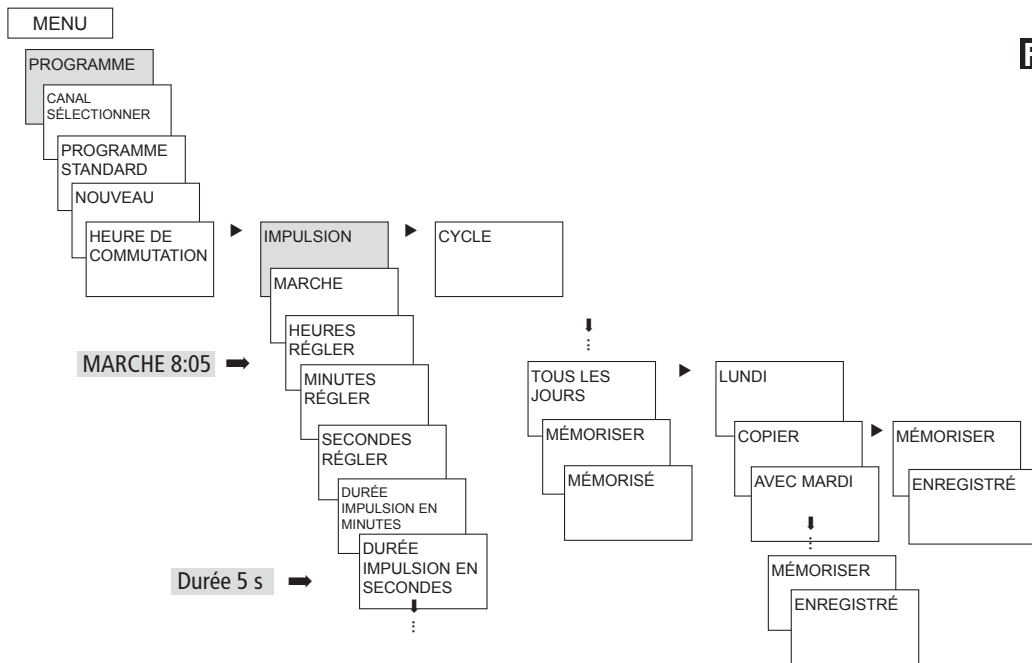 MENU
PROGRAMME
CANAL
SÉLECTIONNER
PROGRAMME
STANDARD
NOUVEAU
HEURE DE
COMMUTATION
IMPULSION
CYCLE
MARCHE
HEURES
RÉGLER
MARCHE 8:05
MINUTES
RÉGLER
SECONDES
RÉGLER
DURÉE
IMPULSION EN
MINUTES
DURÉE
IMPULSION EN
SECONDES
Durée 5 s
TOUS LES
JOURS
MÉMORISER
MÉMORISÉ
LUNDI
COPIER
AVEC MARDI
MÉMORISER
ENREGISTRÉ
MÉMORISER
ENREGISTRÉ